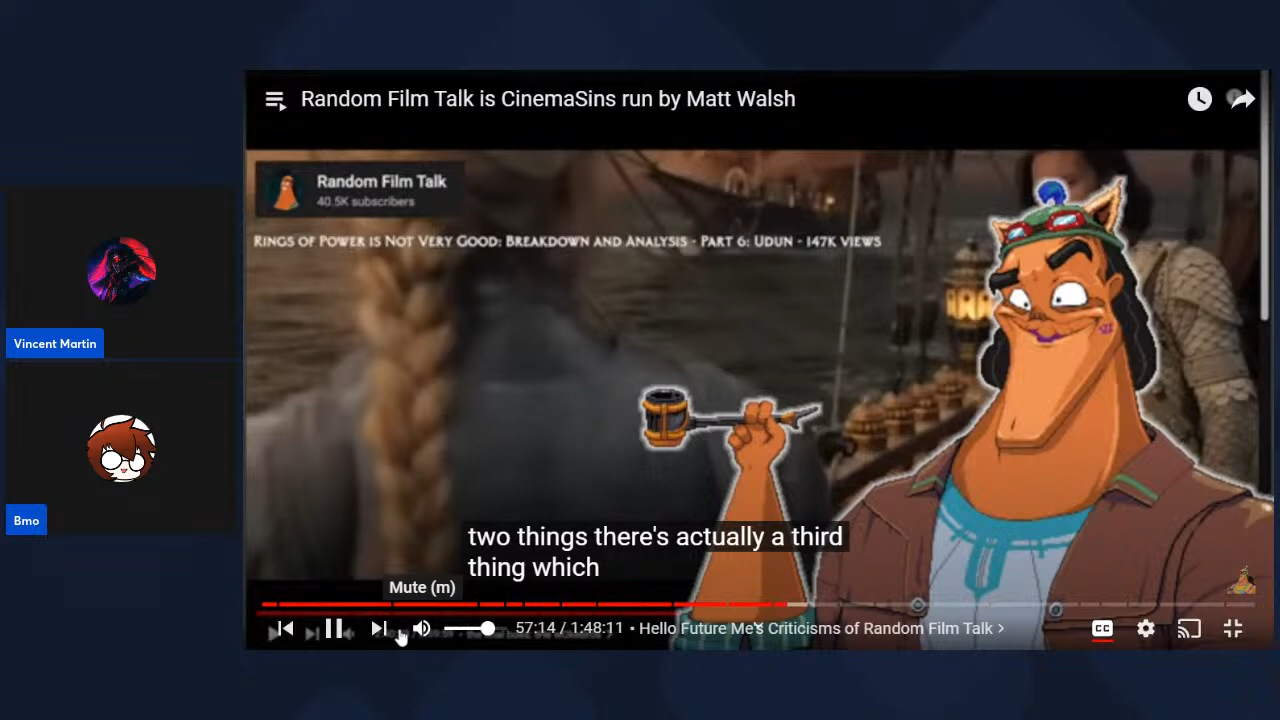 Random Film Talk is CinemaSins run by Matt Walsh
Random Film Talk
40.5K subscribers
Rings of Power is Not Very Good: Breakdown and Analysis - Part 6: Udun - 147K views
Vincent Martin
Bmo
two things there's actually a third
thing which
Mute (m)
57:14 / 1:48:11 • Hello Future Me's Criticisms of Random Film Talk
CC